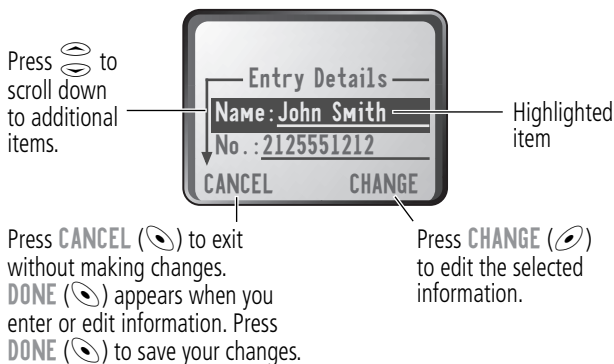 Press to
scroll down
to additional
items.
Entry Details
Name:John Smith
No.:2125551212
CANCEL CHANGE
Highlighted
item
Press CANCEL ( ) to exit
without making changes.
DONE ( ) appears when you
enter or edit information. Press
DONE ( ) to save your changes.
Press CHANGE ( )
to edit the selected
information.